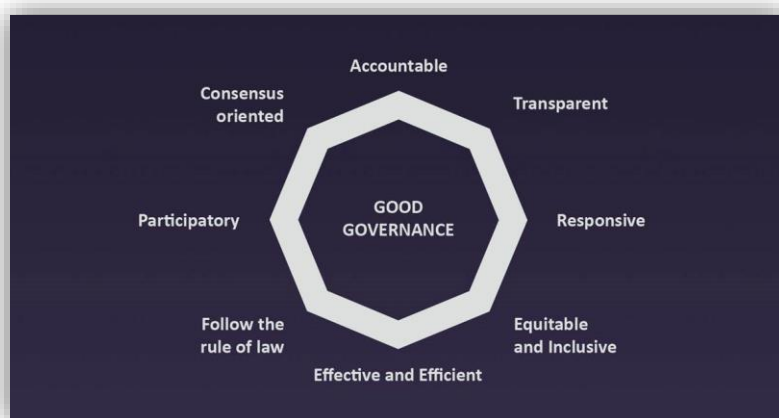 Accountable
Consensus
oriented
Transparent
Participatory
GOOD
GOVERNANCE
Responsive
Follow the
rule of law
Equitable
and Inclusive
Effective and Efficient